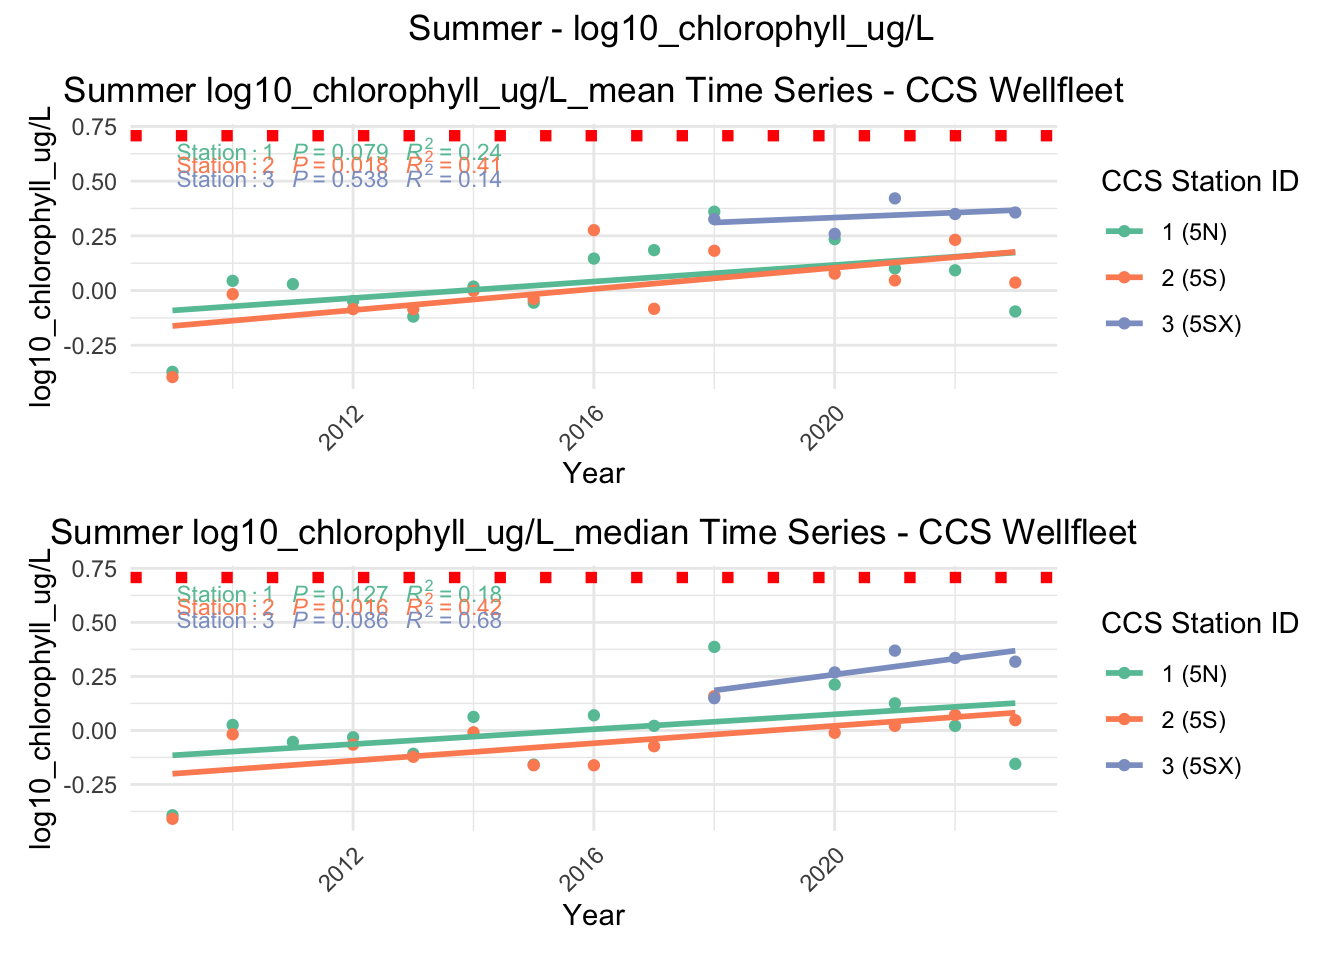 Summer - log10_chlorophyll_ug/L
Summer log10_chlorophyll_ug/L_mean Time Series - CCS Wellfleet
log10_chlorophyll_ug/L
0.75
0.50
0.25
0.00
-0.25
Station : 1 P = 0.079 R² = 0.24
Station : 2 P = 0.018 R² = 0.41
Station : 3 P = 0.538 R² = 0.14
2012
2016
2020
Year
CCS Station ID
1 (5N)
2 (5S)
3 (5SX)
Summer log10_chlorophyll_ug/L_median Time Series - CCS Wellfleet
log10_chlorophyll_ug/L
0.75
0.50
0.25
0.00
-0.25
Station : 1 P = 0.127 R² = 0.18
Station : 2 P = 0.016 R² = 0.42
Station : 3 P = 0.086 R² = 0.68
2012
2016
2020
Year
CCS Station ID
1 (5N)
2 (5S)
3 (5SX)